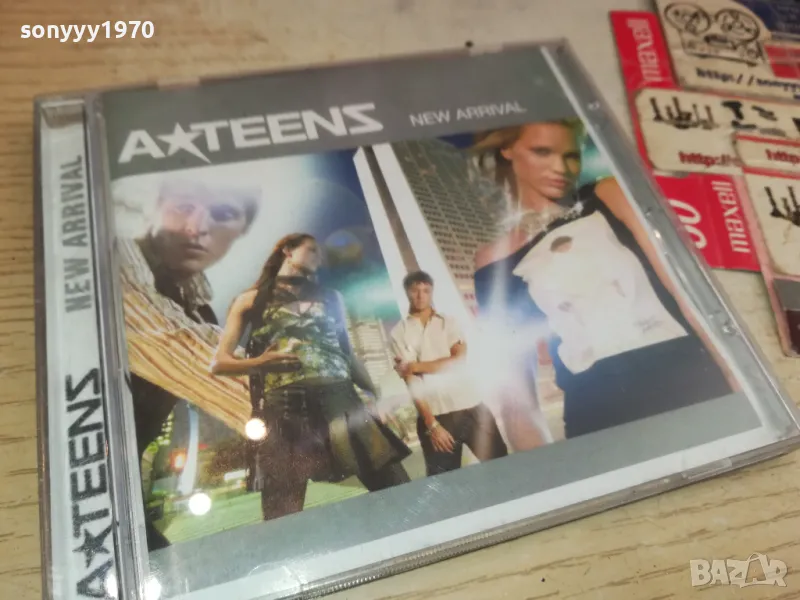 sonyyy1970
A★TEENS
NEW ARRIVAL
A★TEENS NEW ARRIVAL
maxell
maxell
http://
http:/
BAZAR